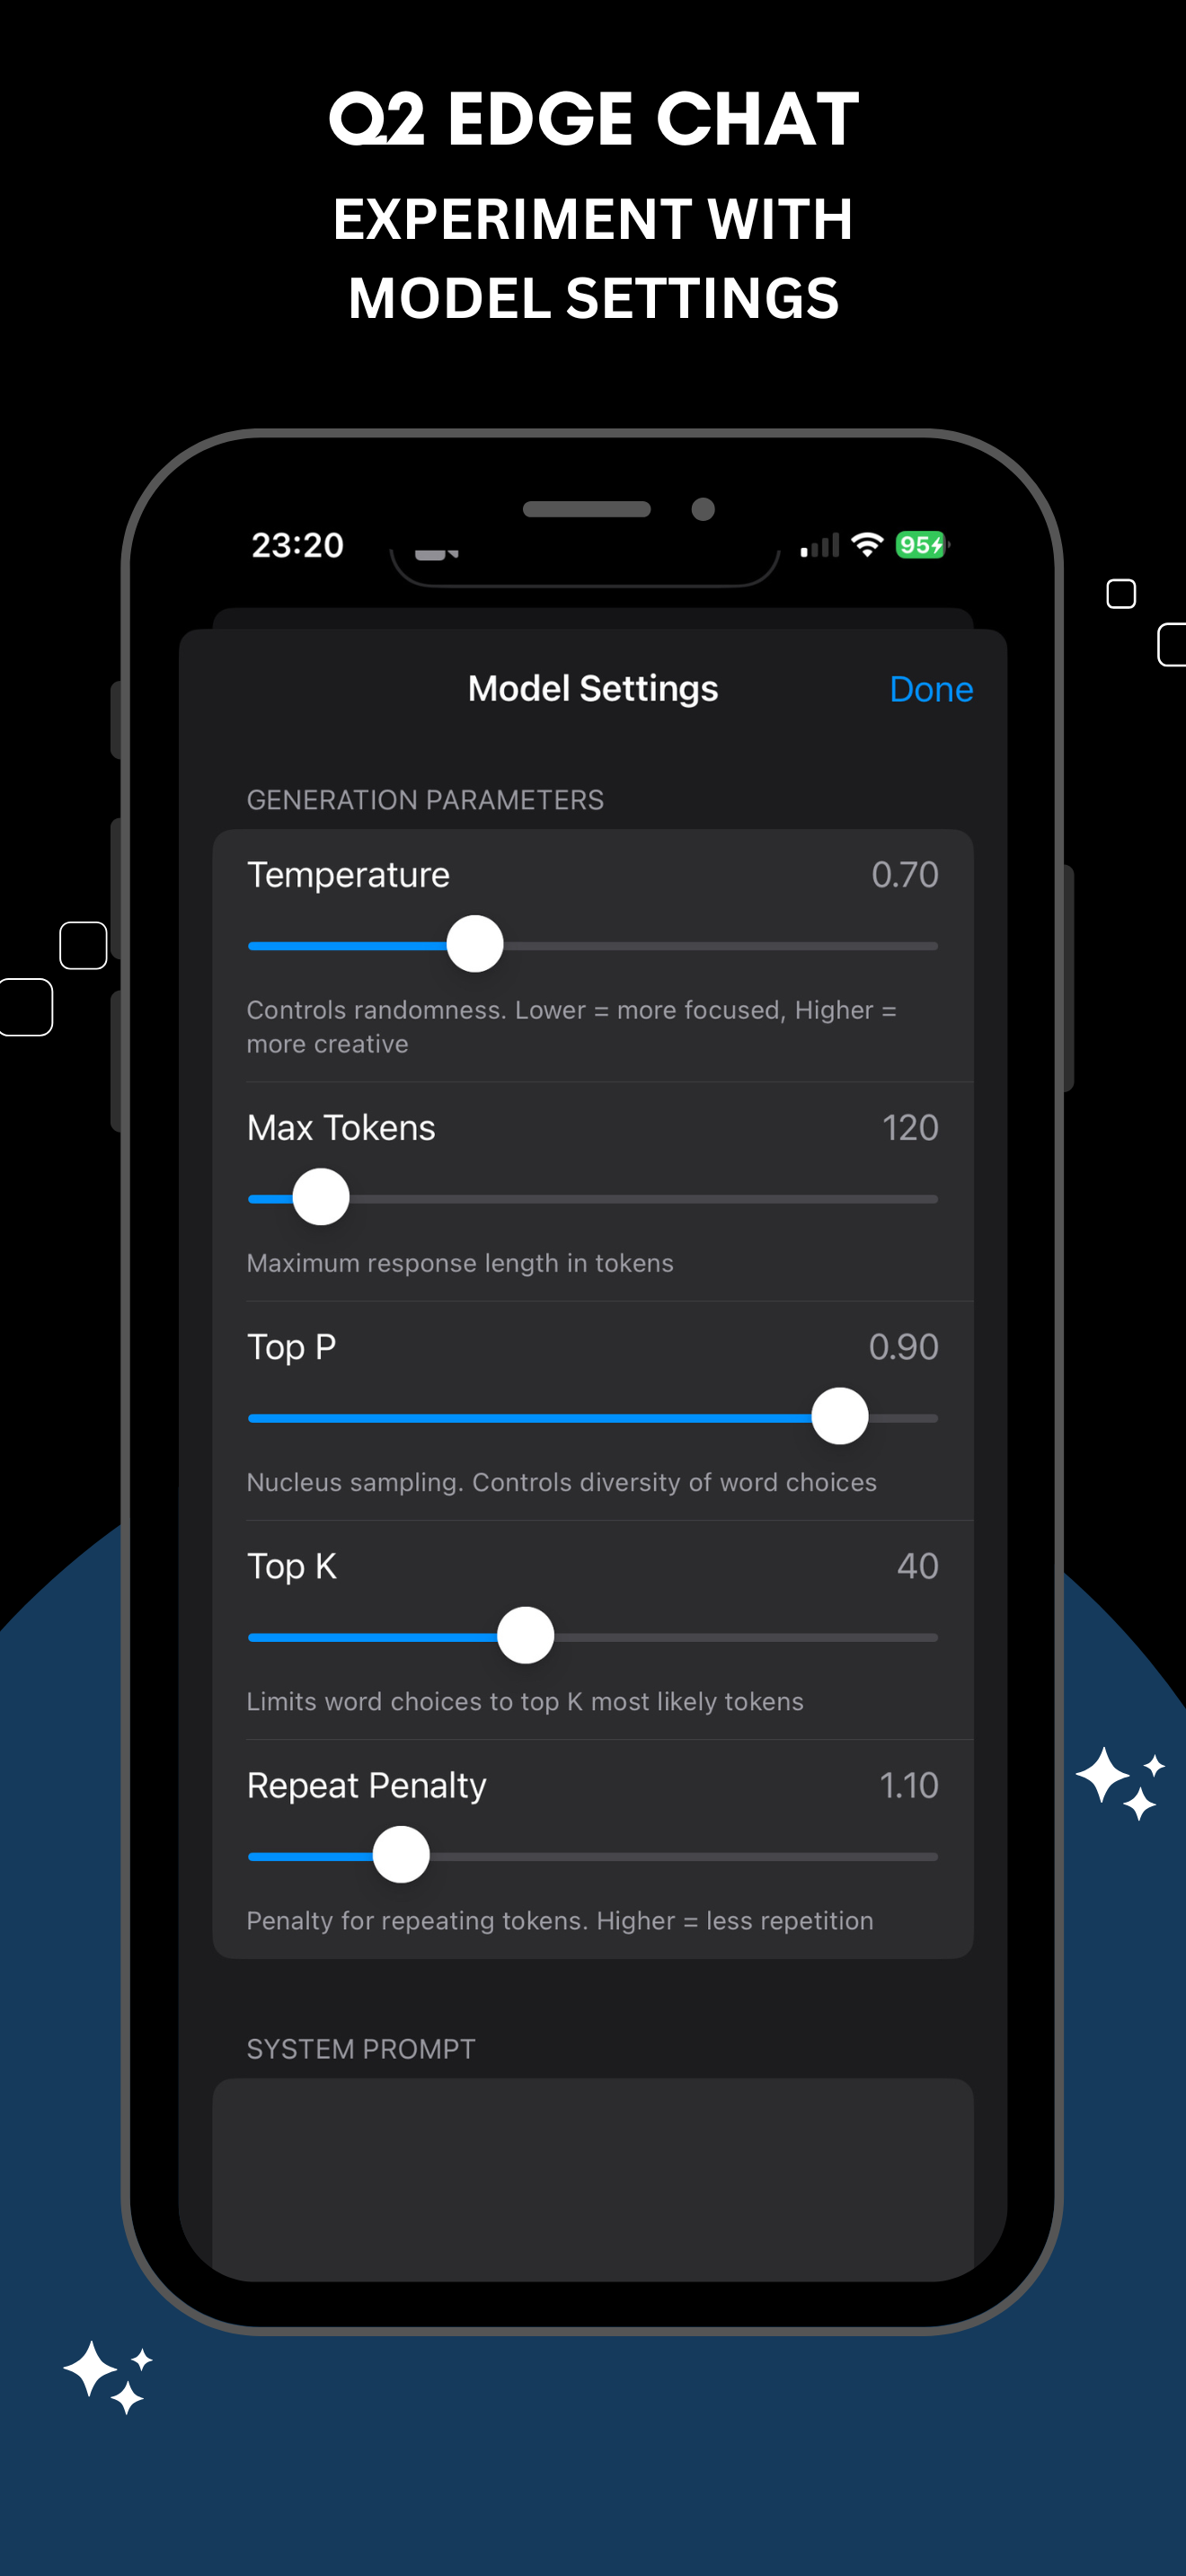 Q2 EDGE CHAT
EXPERIMENT WITH
MODEL SETTINGS
23:20
95
Model Settings
Done
GENERATION PARAMETERS
Temperature
0.70
Controls randomness. Lower = more focused, Higher =
more creative
Max Tokens
120
Maximum response length in tokens
Top P
0.90
Nucleus sampling. Controls diversity of word choices
Top K
40
Limits word choices to top K most likely tokens
Repeat Penalty
1.10
Penalty for repeating tokens. Higher = less repetition
SYSTEM PROMPT